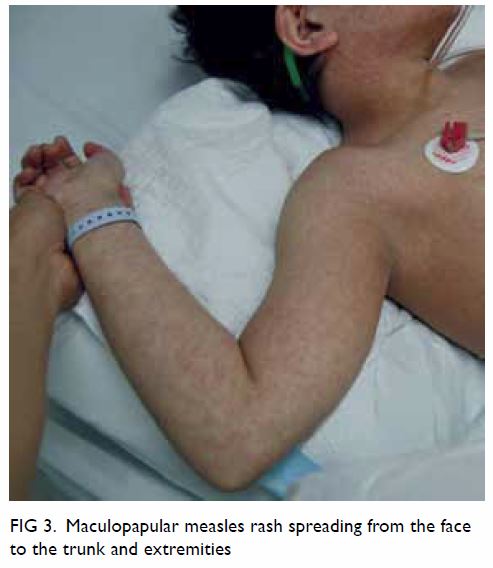 FIG 3. Maculopapular measles rash spreading from the face
to the trunk and extremities